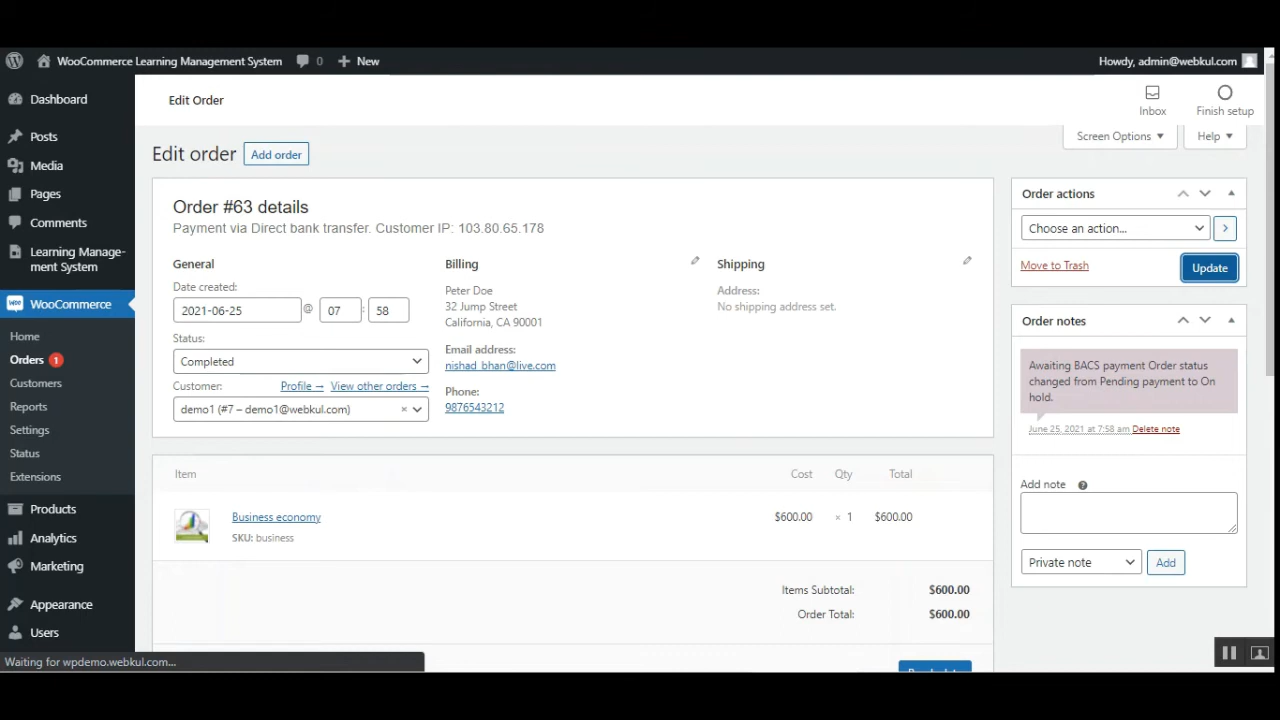 WooCommerce Learning Management System 0 New Howdy, admin@webkul.com
Dashboard
Posts
Media
Pages
Comments
Learning Manage-
ment System
WooCommerce
Home
Orders 1
Customers
Reports
Settings
Status
Extensions
Products
Analytics
Marketing
Appearance
Users
Edit Order
Inbox
Finish setup
Screen Options
Help
Edit order Add order
Order #63 details
Payment via Direct bank transfer. Customer IP: 103.80.65.178
General
Date created:
2021-06-25 @ 07 : 58
Status:
Completed
Customer: Profile → View other orders →
demo1 (#7 – demo1@webkul.com) ×
Billing
Peter Doe
32 Jump Street
California, CA 90001
Email address:
nishad_bhan@live.com
Phone:
9876543212
Shipping
Address:
No shipping address set.
Item Cost Qty Total
Business economy $600.00 × 1 $600.00
SKU: business
Items Subtotal: $600.00
Order Total: $600.00
Order actions
Choose an action...
Move to Trash Update
Order notes
Awaiting BACS payment Order status
changed from Pending payment to On
hold.
June 25, 2021 at 7:58 am Delete note
Add note
Private note Add
Waiting for wpdemo.webkul.com...